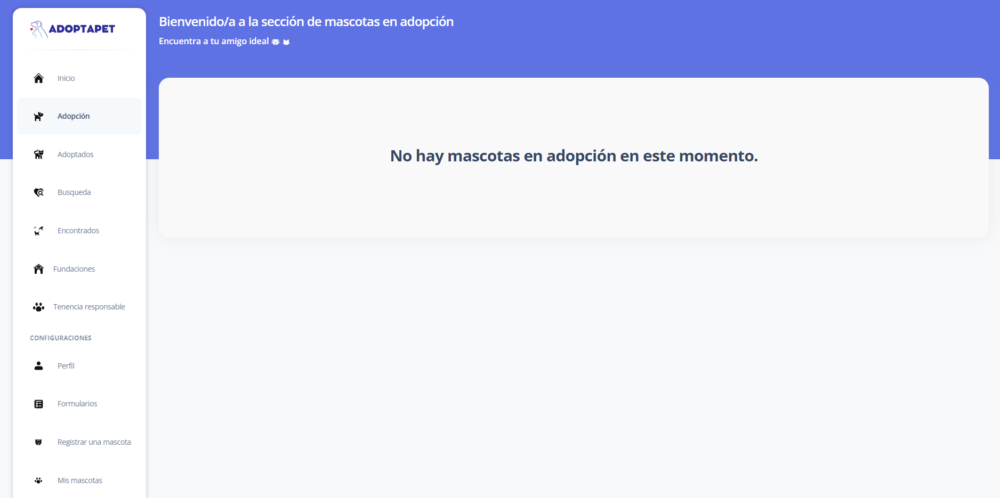 ADOPTAPET
Inicio
Adopción
Adoptados
Busqueda
Encontrados
Fundaciones
Tenencia responsable
CONFIGURACIONES
Perfil
Formularios
Registrar una mascota
Mis mascotas
Bienvenido/a a la sección de mascotas en adopción
Encuentra a tu amigo ideal
No hay mascotas en adopción en este momento.